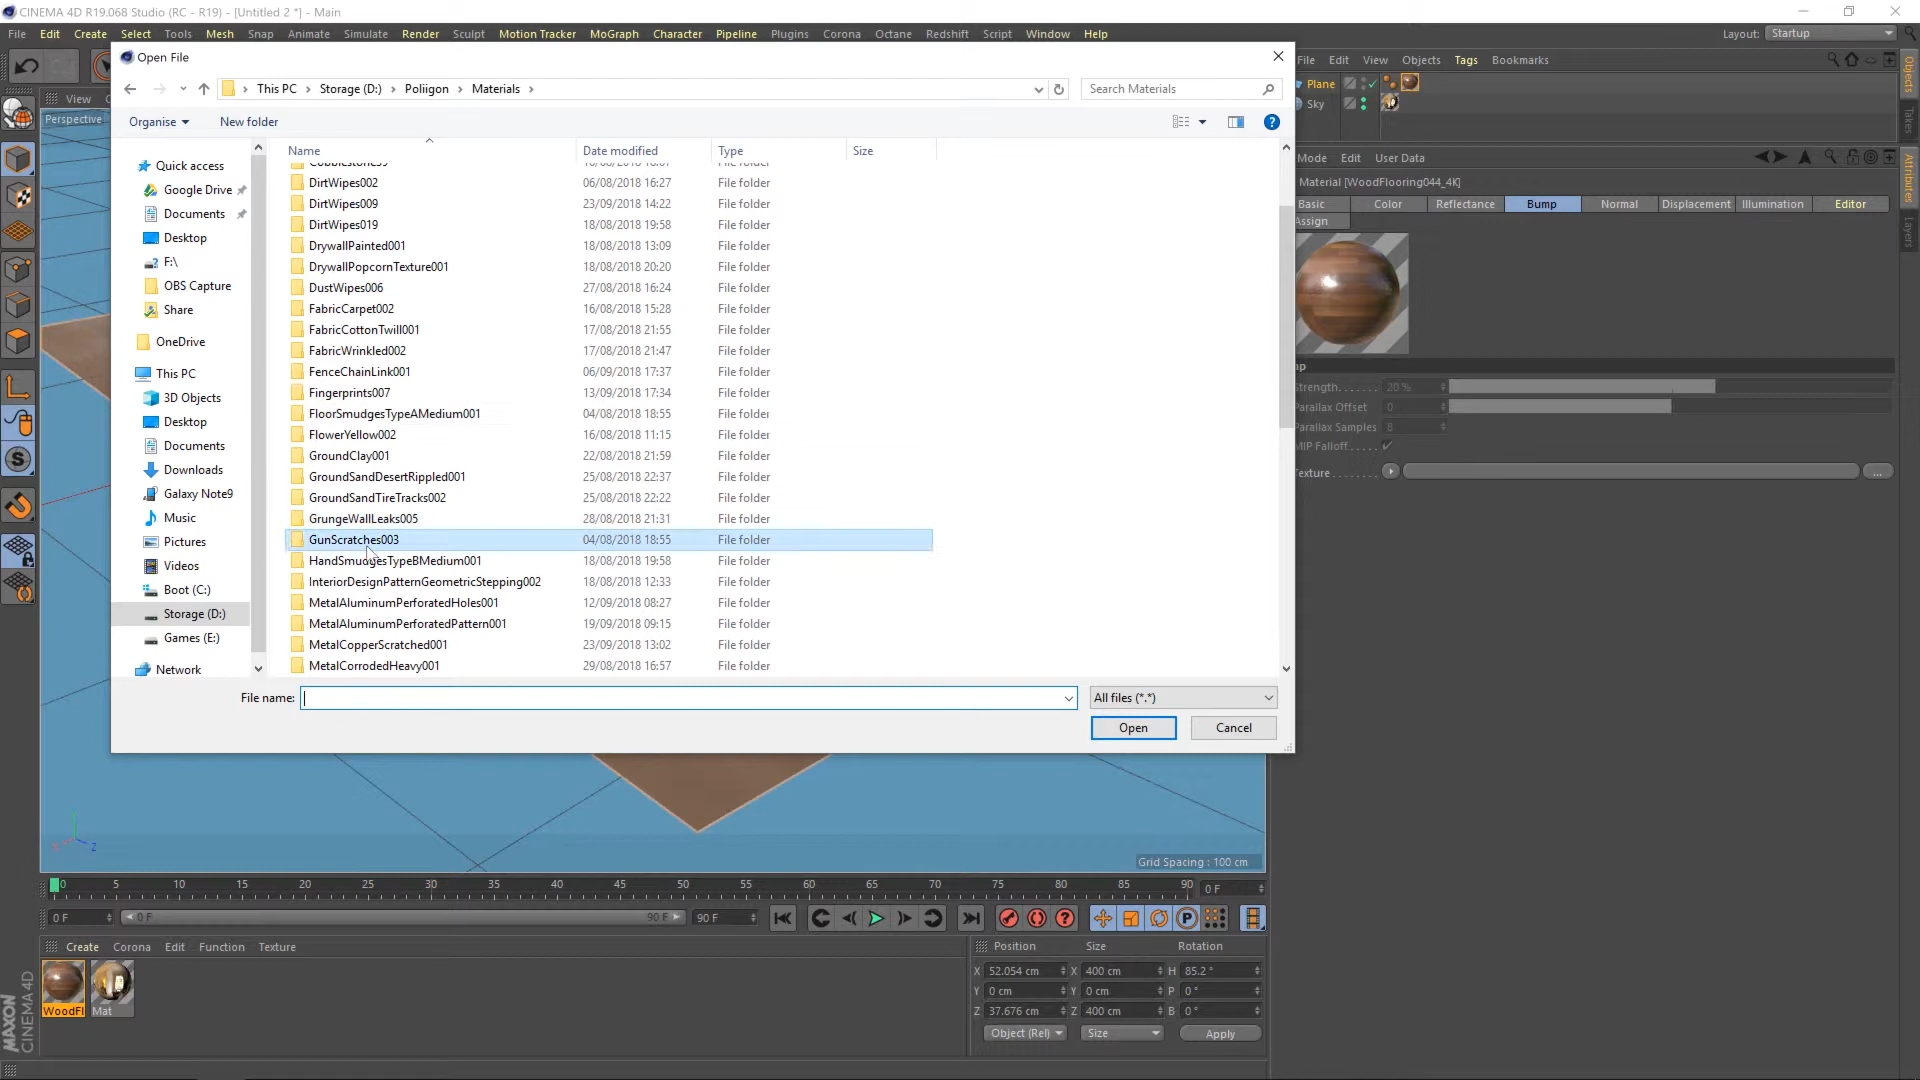 CINEMA 4D R19.068 Studio (RC - R19) - [Untitled 2 *] - Main
File Edit Create Select Tools Mesh Snap Animate Simulate Render Sculpt Motion Tracker MoGraph Character Pipeline Plugins Corona Octane Redshift Script Window Help Layout: Startup
Open File
This PC Storage (D:) Poliigon Materials Search Materials
Organise New folder
Name Date modified Type Size
DirtWipes002 06/08/2018 16:27 File folder
DirtWipes009 23/09/2018 14:22 File folder
DirtWipes019 18/08/2018 19:58 File folder
DrywallPainted001 18/08/2018 13:09 File folder
DrywallPopcornTexture001 18/08/2018 20:20 File folder
DustWipes006 27/08/2018 16:24 File folder
FabricCarpet002 16/08/2018 15:28 File folder
FabricCottonTwill001 17/08/2018 21:55 File folder
FabricWrinkled002 17/08/2018 21:47 File folder
FenceChainLink001 06/09/2018 17:37 File folder
Fingerprints007 13/09/2018 17:34 File folder
FloorSmudgesTypeAMedium001 04/08/2018 18:55 File folder
FlowerYellow002 16/08/2018 11:15 File folder
GroundClay001 22/08/2018 21:59 File folder
GroundSandDesertRippled001 25/08/2018 22:37 File folder
GroundSandTireTracks002 25/08/2018 22:22 File folder
GrungeWallLeaks005 28/08/2018 21:31 File folder
GunScratches003 04/08/2018 18:55 File folder
HandSmudgesTypeBMedium001 18/08/2018 19:58 File folder
InteriorDesignPatternGeometricStepping002 18/08/2018 12:33 File folder
MetalAluminumPerforatedHoles001 12/09/2018 08:27 File folder
MetalAluminumPerforatedPattern001 19/09/2018 09:15 File folder
MetalCopperScratched001 23/09/2018 13:02 File folder
MetalCorrodedHeavy001 29/08/2018 16:57 File folder
Quick access
Google Drive
Documents
Desktop
F:\
OBS Capture
Share
OneDrive
This PC
3D Objects
Desktop
Documents
Downloads
Galaxy Note9
Music
Pictures
Videos
Boot (C:)
Storage (D:)
Games (E:)
Network
File name: All files (*.*)
Open Cancel
View
Perspective
Grid Spacing : 100 cm
File Edit View Objects Tags Bookmarks
Plane
Sky
Objects
Takes
Attributes
Layers
Mode Edit User Data
Material [WoodFlooring044_4K]
Basic Color Reflectance Bump Normal Displacement Illumination Editor
Assign
Strength 20 %
Parallax Offset 0
Parallax Samples 8
MIP Falloff
Texture ...
0 5 10 15 20 25 30 35 40 45 50 55 60 65 70 75 80 85 90 0 F
0 F 0 F 90 F 90 F
Create Corona Edit Function Texture
WoodFl Mat
Position Size Rotation
X 52.054 cm X 400 cm H 85.2 °
Y 0 cm Y 0 cm P 0 °
Z 37.676 cm Z 400 cm B 0 °
Object (Rel) Size Apply
MAXON CINEMA 4D